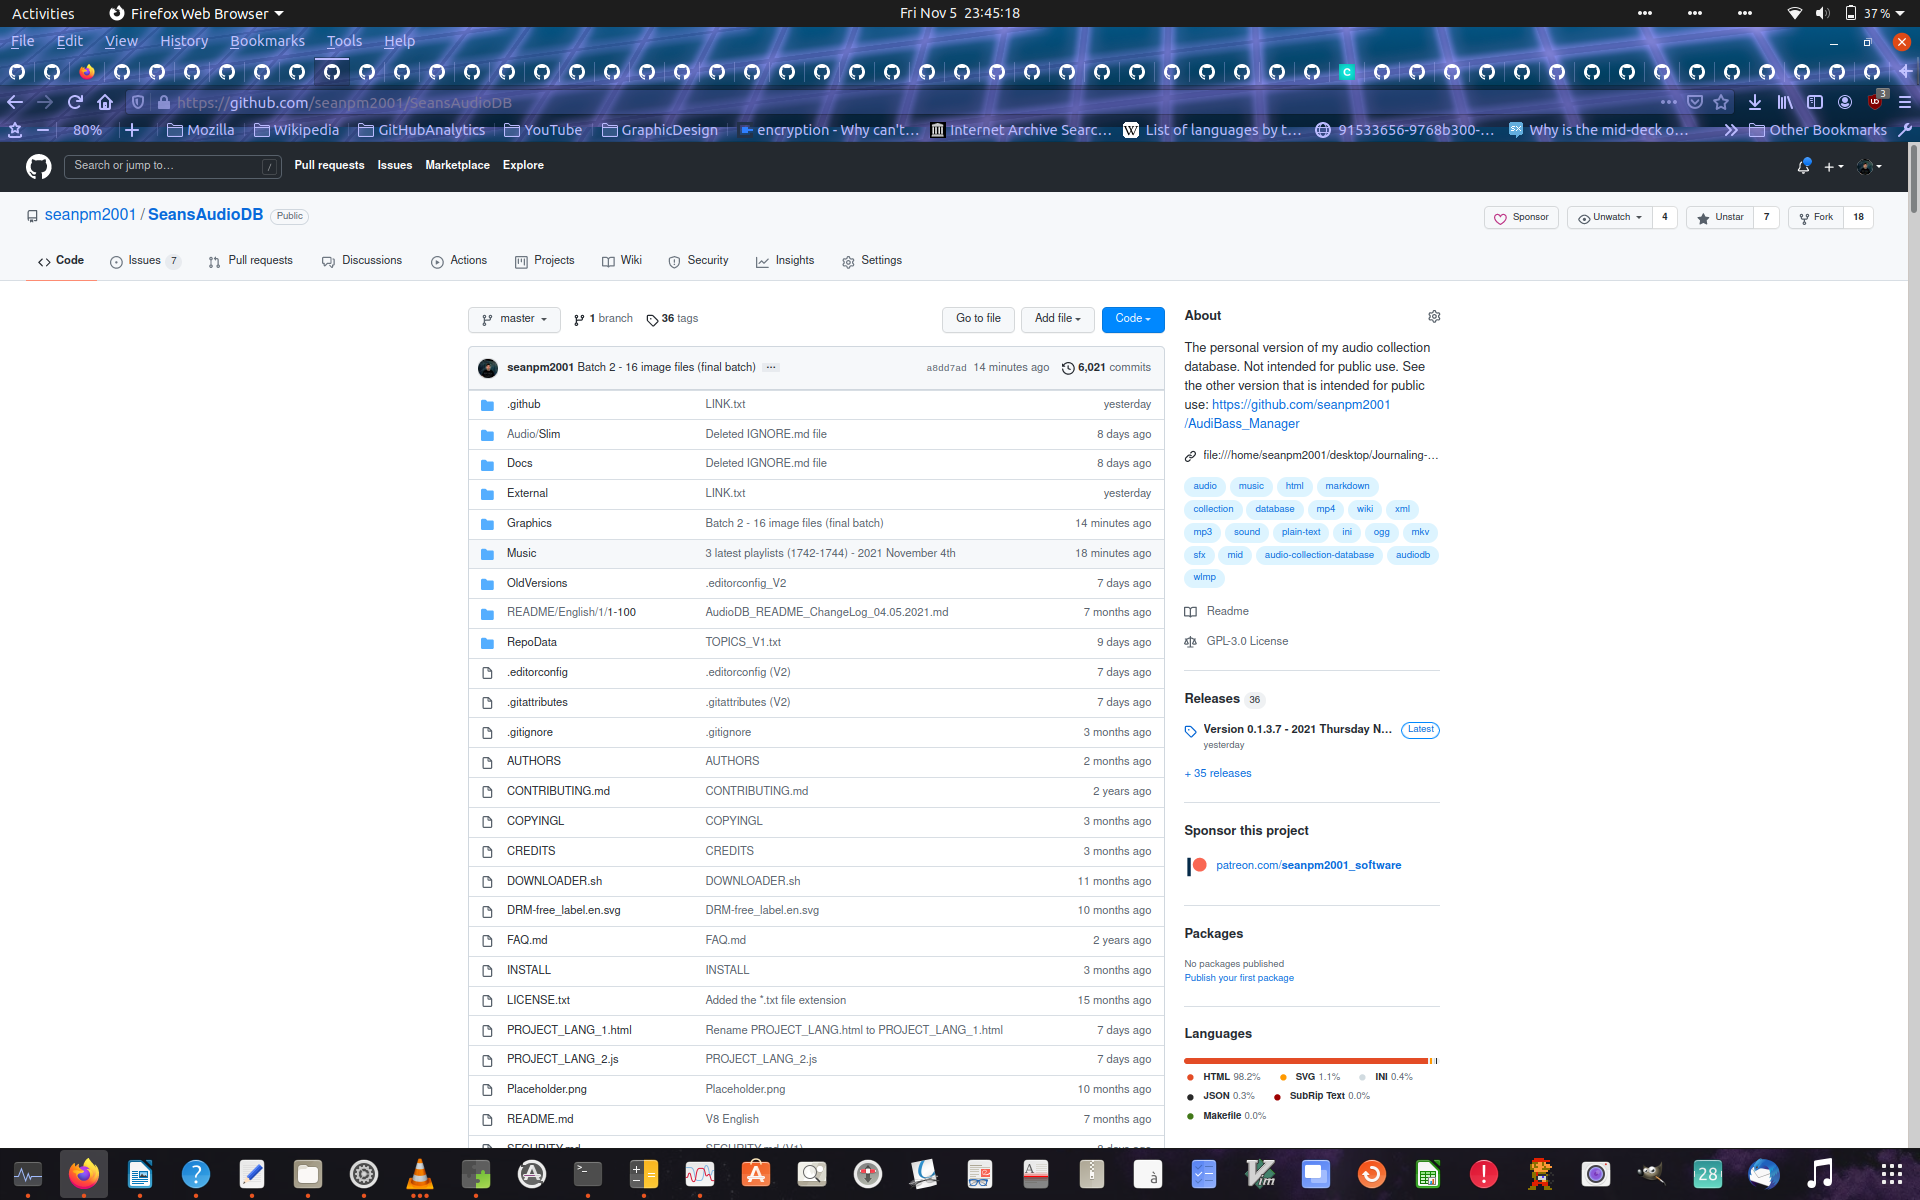 Activities Firefox Web Browser Fri Nov 5 23:45:18 37 %
File Edit View History Bookmarks Tools Help
https://github.com/seanpm2001/SeansAudioDB 3
80% Mozilla Wikipedia GitHubAnalytics YouTube GraphicDesign encryption - Why can't… Internet Archive Searc… List of languages by t… 91533656-9768b300-… Why is the mid-deck o… Other Bookmarks
Search or jump to… / Pull requests Issues Marketplace Explore
seanpm2001 / SeansAudioDB Public Sponsor Unwatch 4 Unstar 7 Fork 18
Code Issues 7 Pull requests Discussions Actions Projects Wiki Security Insights Settings
master 1 branch 36 tags Go to file Add file Code
seanpm2001 Batch 2 - 16 image files (final batch) … a8dd7ad 14 minutes ago 6,021 commits
.github LINK.txt yesterday
Audio/Slim Deleted IGNORE.md file 8 days ago
Docs Deleted IGNORE.md file 8 days ago
External LINK.txt yesterday
Graphics Batch 2 - 16 image files (final batch) 14 minutes ago
Music 3 latest playlists (1742-1744) - 2021 November 4th 18 minutes ago
OldVersions .editorconfig_V2 7 days ago
README/English/1/1-100 AudioDB_README_ChangeLog_04.05.2021.md 7 months ago
RepoData TOPICS_V1.txt 9 days ago
.editorconfig .editorconfig (V2) 7 days ago
.gitattributes .gitattributes (V2) 7 days ago
.gitignore .gitignore 3 months ago
AUTHORS AUTHORS 2 months ago
CONTRIBUTING.md CONTRIBUTING.md 2 years ago
COPYINGL COPYINGL 3 months ago
CREDITS CREDITS 3 months ago
DOWNLOADER.sh DOWNLOADER.sh 11 months ago
DRM-free_label.en.svg DRM-free_label.en.svg 10 months ago
FAQ.md FAQ.md 2 years ago
INSTALL INSTALL 3 months ago
LICENSE.txt Added the *.txt file extension 15 months ago
PROJECT_LANG_1.html Rename PROJECT_LANG.html to PROJECT_LANG_1.html 7 days ago
PROJECT_LANG_2.js PROJECT_LANG_2.js 7 days ago
Placeholder.png Placeholder.png 10 months ago
README.md V8 English 7 months ago
About
The personal version of my audio collection
database. Not intended for public use. See
the other version that is intended for public
use: https://github.com/seanpm2001
/AudiBass_Manager
file:///home/seanpm2001/desktop/Journaling-…
audio music html markdown
collection database mp4 wiki xml
mp3 sound plain-text ini ogg mkv
sfx mid audio-collection-database audiodb
wlmp
Readme
GPL-3.0 License
Releases 36
Version 0.1.3.7 - 2021 Thursday N… Latest
yesterday
+ 35 releases
Sponsor this project
patreon.com/seanpm2001_software
Packages
No packages published
Publish your first package
Languages
HTML 98.2% SVG 1.1% INI 0.4%
JSON 0.3% SubRip Text 0.0%
Makefile 0.0%
28